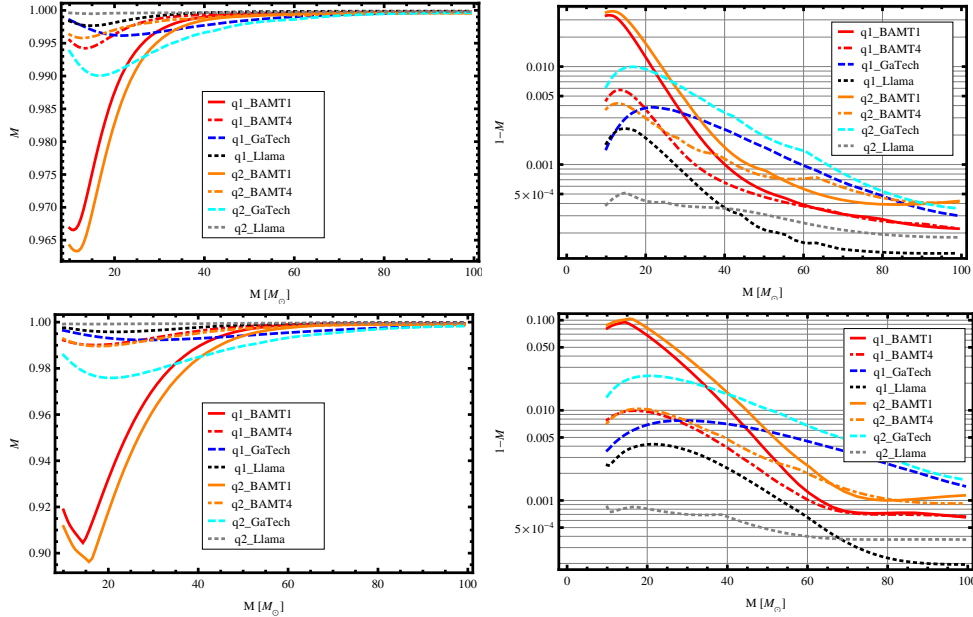 1.000
0.995
0.990
0.985
0.980
0.975
0.970
0.965
M
20 40 60 80 100
M [M⊙]
q1_BAMT1
q1_BAMT4
q1_GaTech
q1_Llama
q2_BAMT1
q2_BAMT4
q2_GaTech
q2_Llama
0.010
0.005
0.001
5×10⁻⁴
1-M
0 20 40 60 80 100
M [M⊙]
q1_BAMT1
q1_BAMT4
q1_GaTech
q1_Llama
q2_BAMT1
q2_BAMT4
q2_GaTech
q2_Llama
1.00
0.98
0.96
0.94
0.92
0.90
M
20 40 60 80 100
M [M⊙]
q1_BAMT1
q1_BAMT4
q1_GaTech
q1_Llama
q2_BAMT1
q2_BAMT4
q2_GaTech
q2_Llama
0.100
0.050
0.010
0.005
0.001
5×10⁻⁴
1-M
0 20 40 60 80 100
M [M⊙]
q1_BAMT1
q1_BAMT4
q1_GaTech
q1_Llama
q2_BAMT1
q2_BAMT4
q2_GaTech
q2_Llama